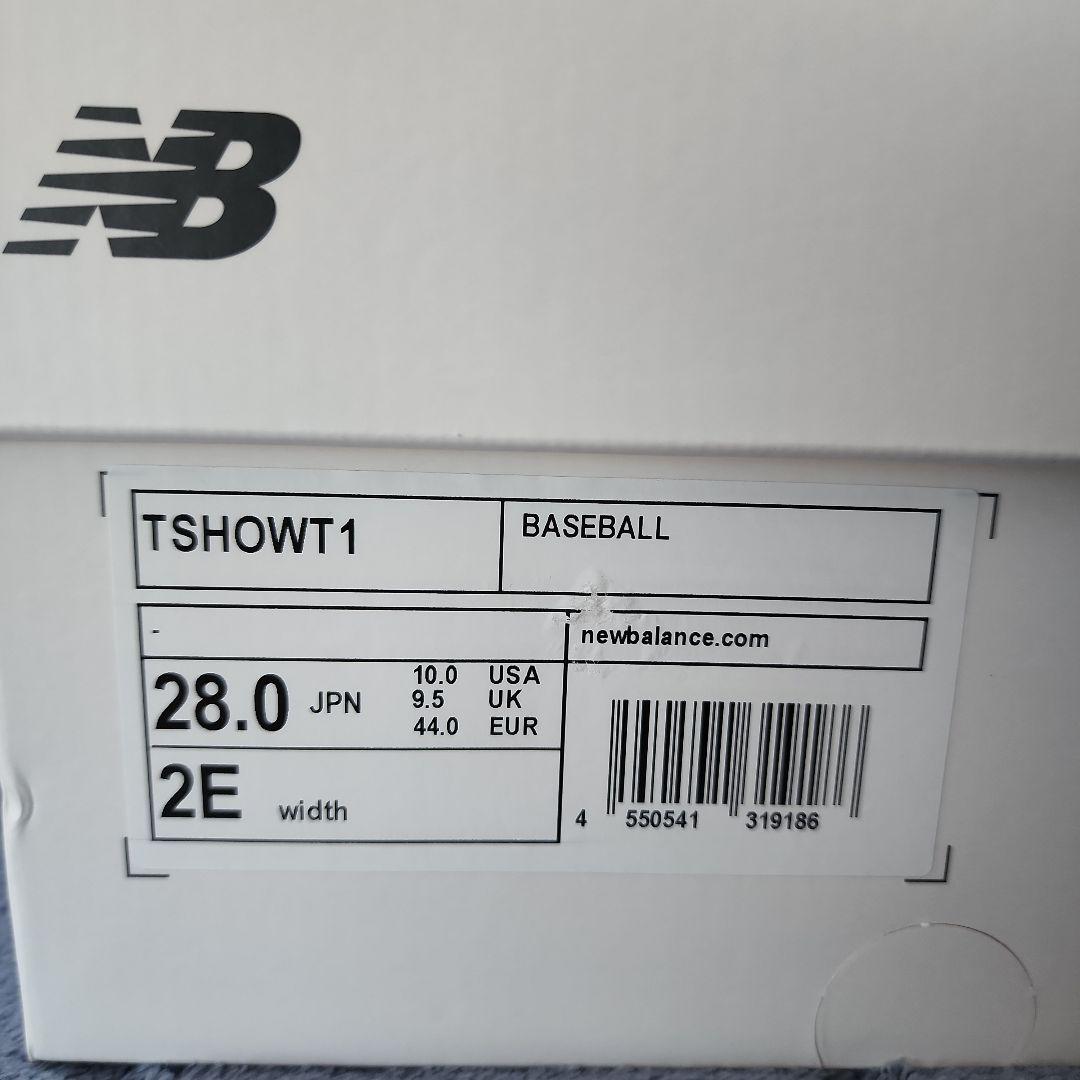 NB
TSHOWT1
BASEBALL
-
newbalance.com
28.0 JPN
10.0 USA
9.5 UK
44.0 EUR
2E width
4 550541 319186